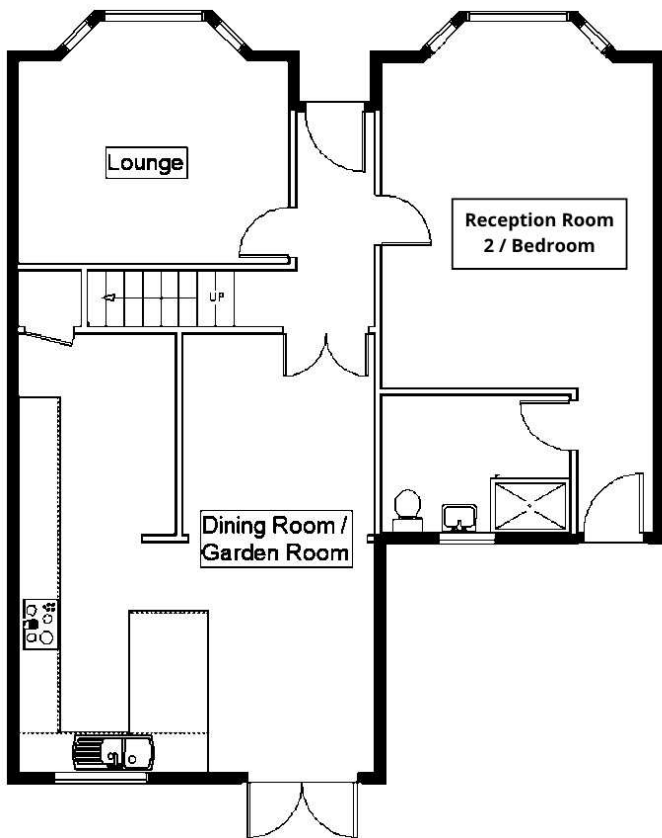 Lounge
Reception Room
2 / Bedroom
UP
Dining Room /
Garden Room